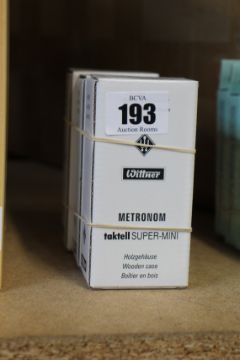 BCVA
193
Auction Rooms
Wittner
METRONOM
taktell SUPER-MINI
Holzgehäuse
Wooden case
Boîtier en bois